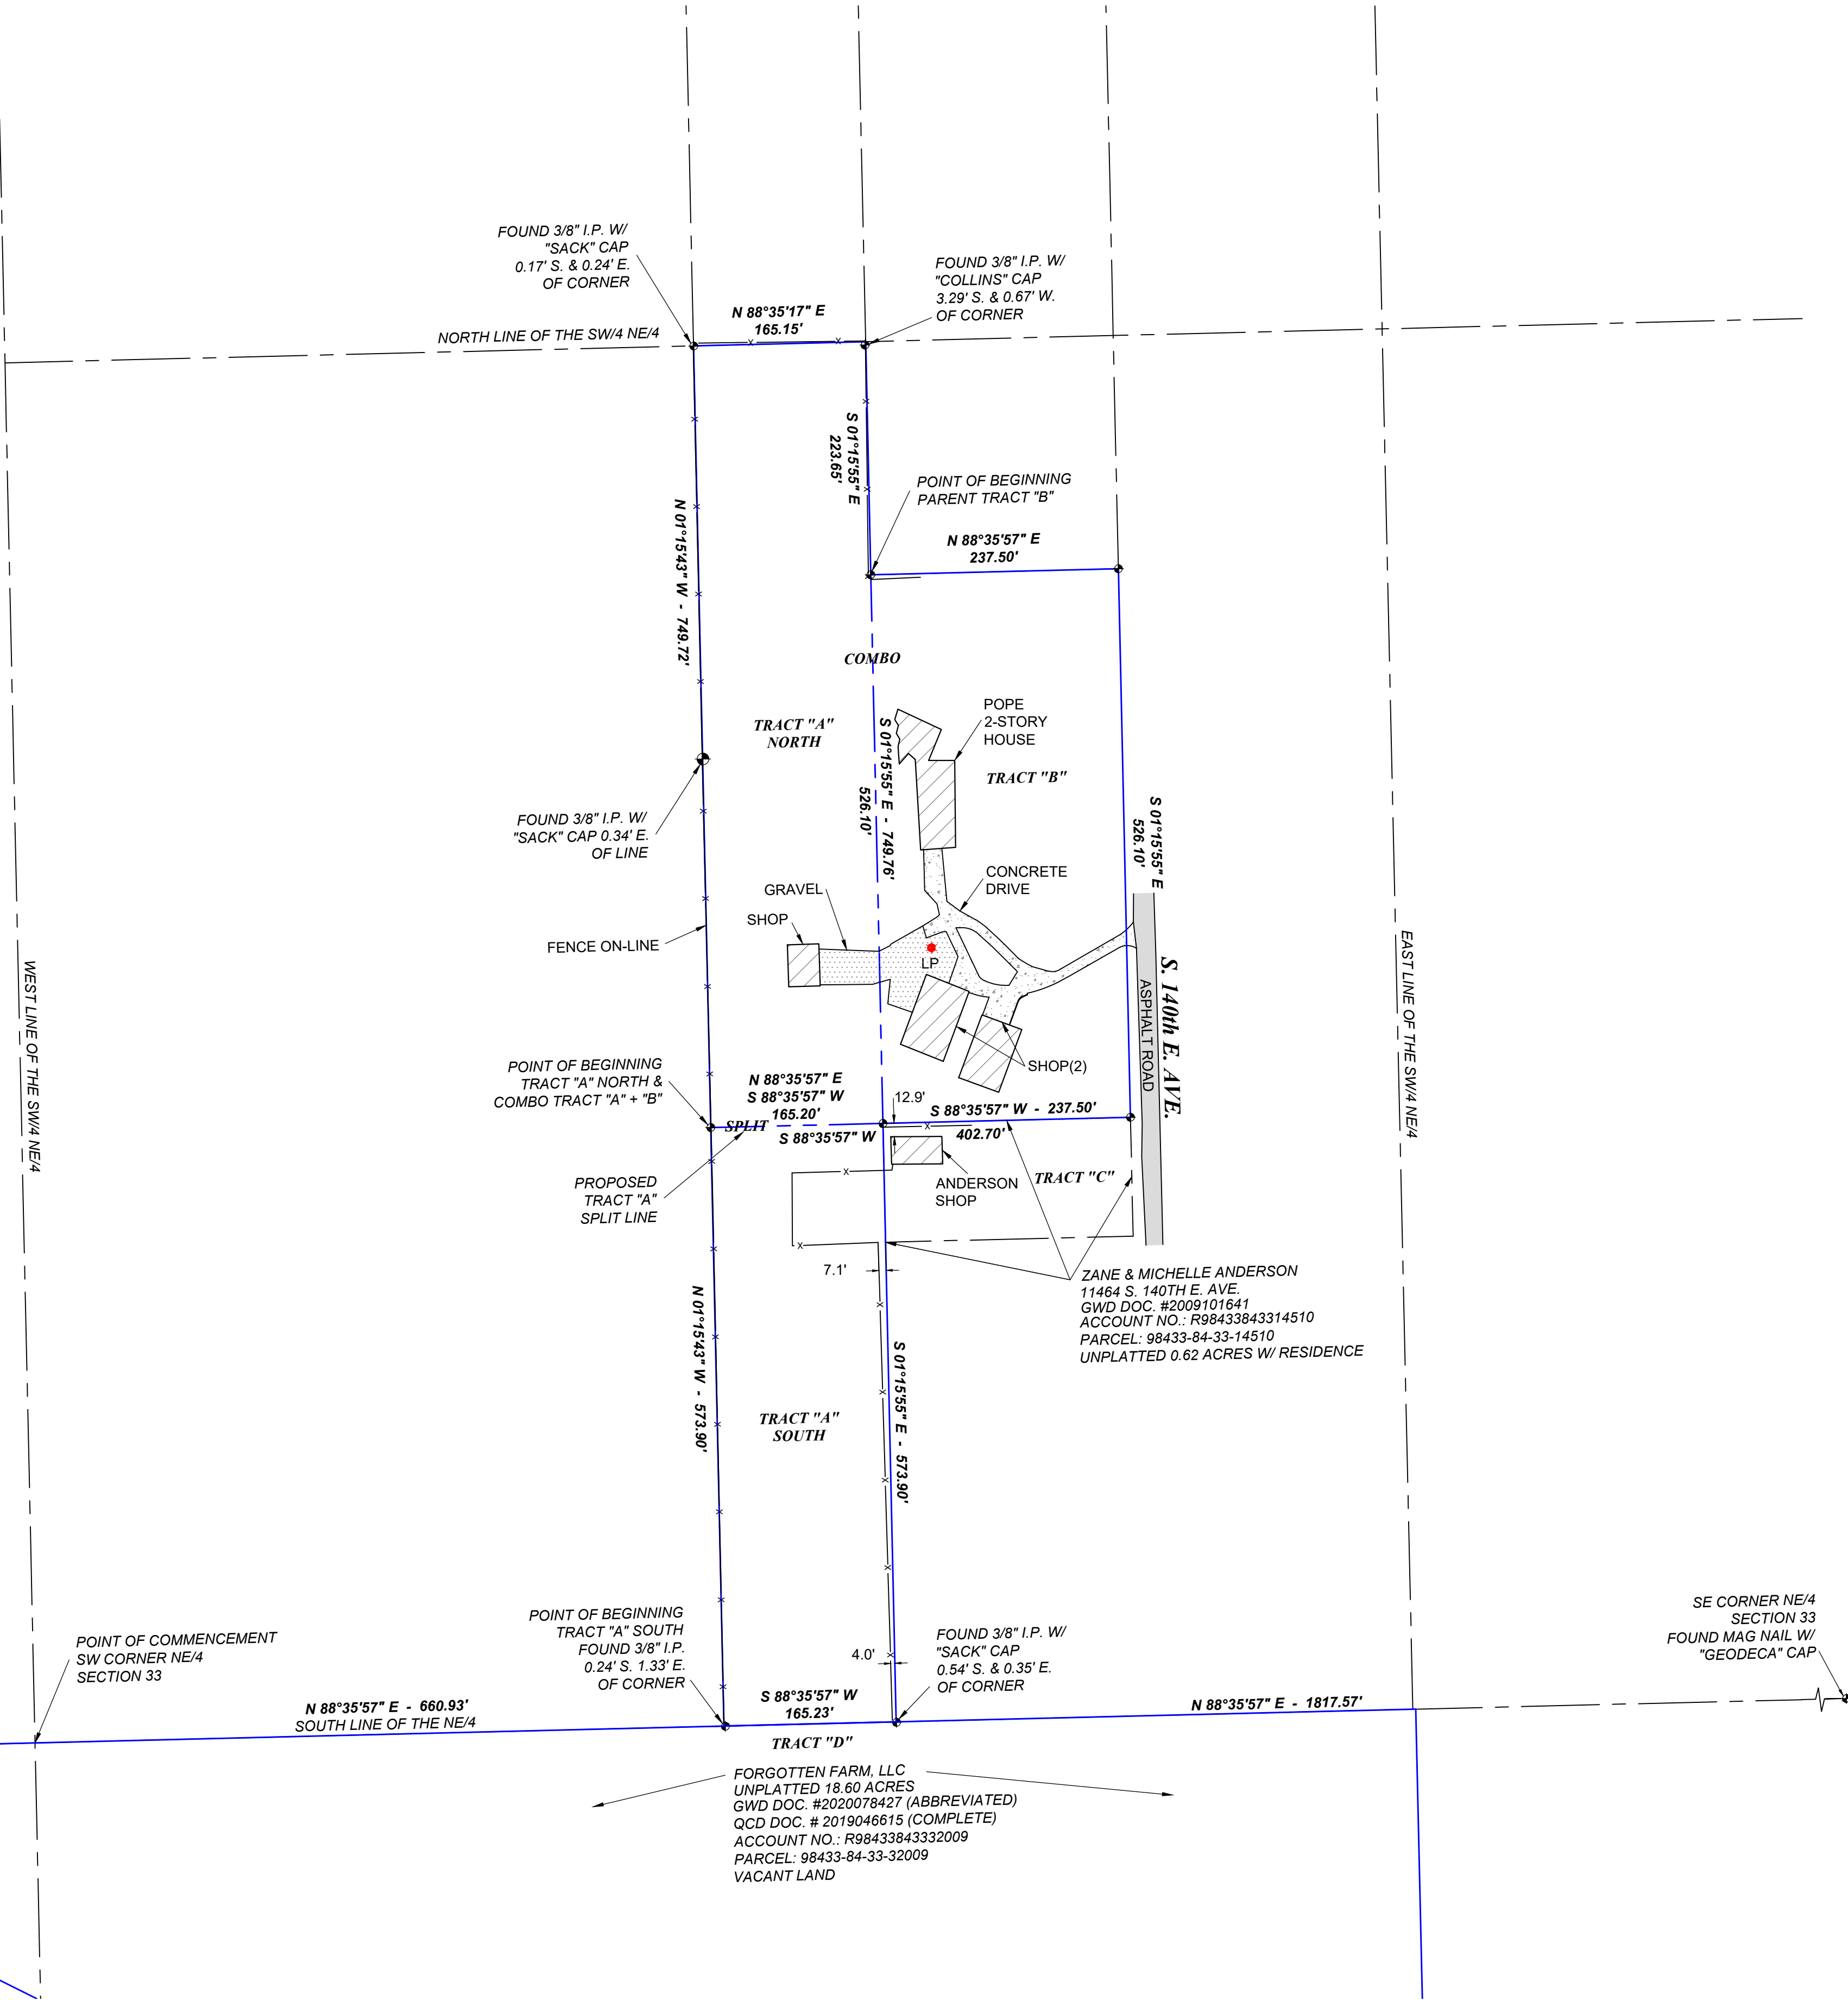 FOUND 3/8" I.P. W/
"SACK" CAP
0.17' S. & 0.24' E.
OF CORNER
FOUND 3/8" I.P. W/
"COLLINS" CAP
3.29' S. & 0.67' W.
OF CORNER
N 88°35'17" E
165.15'
NORTH LINE OF THE SW/4 NE/4
S 01°15'55" E
223.65'
POINT OF BEGINNING
PARENT TRACT "B"
N 88°35'57" E
237.50'
N 01°15'43" W - 749.72'
COMBO
TRACT "A"
NORTH
POPE
2-STORY
HOUSE
TRACT "B"
S 01°15'55" E - 749.76'
526.10'
S 01°15'55" E
526.10'
FOUND 3/8" I.P. W/
"SACK" CAP 0.34' E.
OF LINE
CONCRETE
DRIVE
GRAVEL
SHOP
FENCE ON-LINE
LP
S. 140th E. AVE.
ASPHALT ROAD
WEST LINE OF THE SW/4 NE/4
EAST LINE OF THE SW/4 NE/4
SHOP(2)
POINT OF BEGINNING
TRACT "A" NORTH &
COMBO TRACT "A" + "B"
N 88°35'57" E
S 88°35'57" W
165.20'
12.9'
S 88°35'57" W - 237.50'
SPLIT
S 88°35'57" W
402.70'
PROPOSED
TRACT "A"
SPLIT LINE
ANDERSON
SHOP
TRACT "C"
7.1'
ZANE & MICHELLE ANDERSON
11464 S. 140TH E. AVE.
GWD DOC. #2009101641
ACCOUNT NO.: R98433843314510
PARCEL: 98433-84-33-14510
UNPLATTED 0.62 ACRES W/ RESIDENCE
N 01°15'43" W - 573.90'
S 01°15'55" E - 573.90'
TRACT "A"
SOUTH
POINT OF COMMENCEMENT
SW CORNER NE/4
SECTION 33
POINT OF BEGINNING
TRACT "A" SOUTH
FOUND 3/8" I.P.
0.24' S. 1.33' E.
OF CORNER
4.0'
FOUND 3/8" I.P. W/
"SACK" CAP
0.54' S. & 0.35' E.
OF CORNER
SE CORNER NE/4
SECTION 33
FOUND MAG NAIL W/
"GEODECA" CAP
N 88°35'57" E - 660.93'
SOUTH LINE OF THE NE/4
S 88°35'57" W
165.23'
N 88°35'57" E - 1817.57'
TRACT "D"
FORGOTTEN FARM, LLC
UNPLATTED 18.60 ACRES
GWD DOC. #2020078427 (ABBREVIATED)
QCD DOC. # 2019046615 (COMPLETE)
ACCOUNT NO.: R98433843332009
PARCEL: 98433-84-33-32009
VACANT LAND